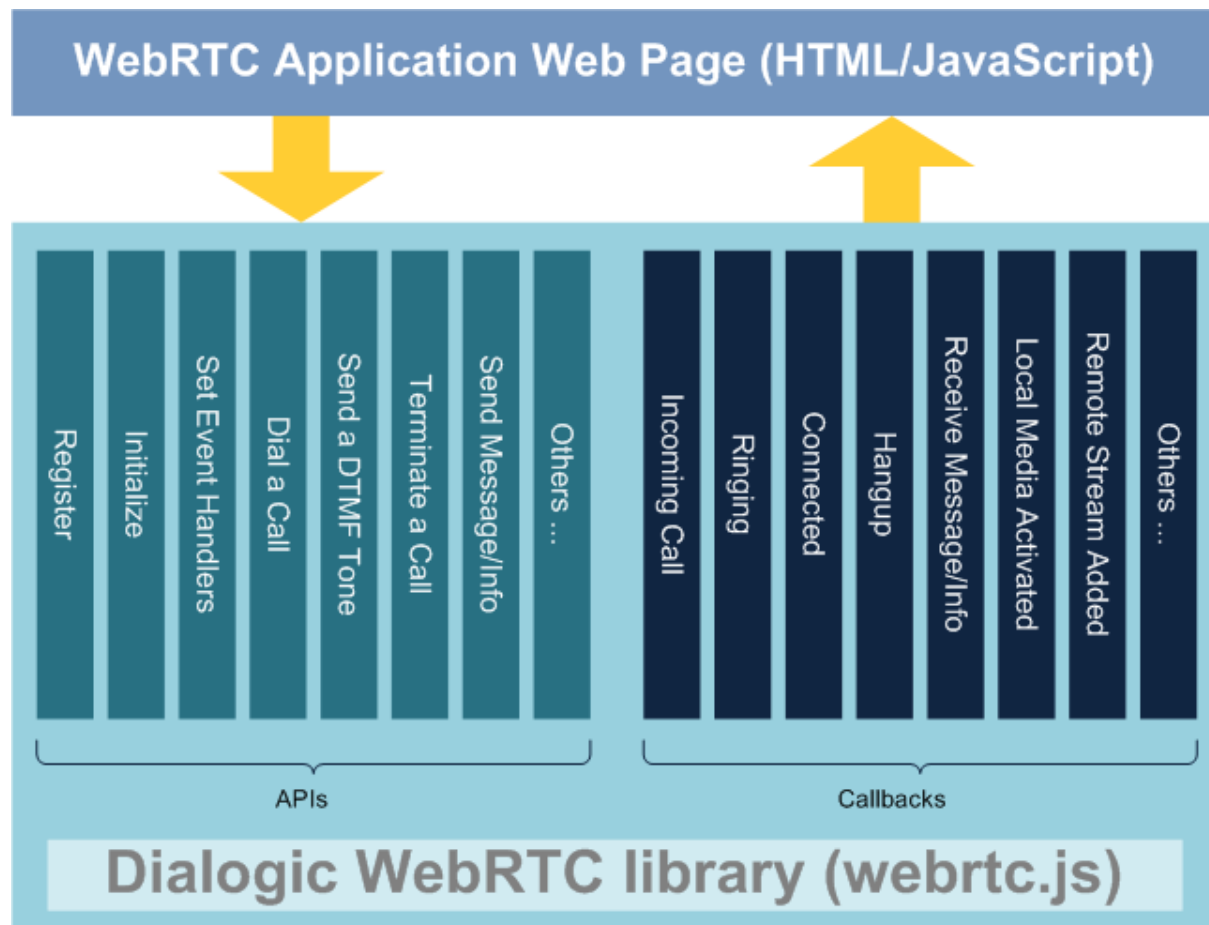 WebRTC Application Web Page (HTML/JavaScript)
Register
Initialize
Set Event Handlers
Dial a Call
Send a DTMF Tone
Terminate a Call
Send Message/Info
Others ...
Incoming Call
Ringing
Connected
Hangup
Receive Message/Info
Local Media Activated
Remote Stream Added
Others ...
APIs
Callbacks
Dialogic WebRTC library (webrtc.js)